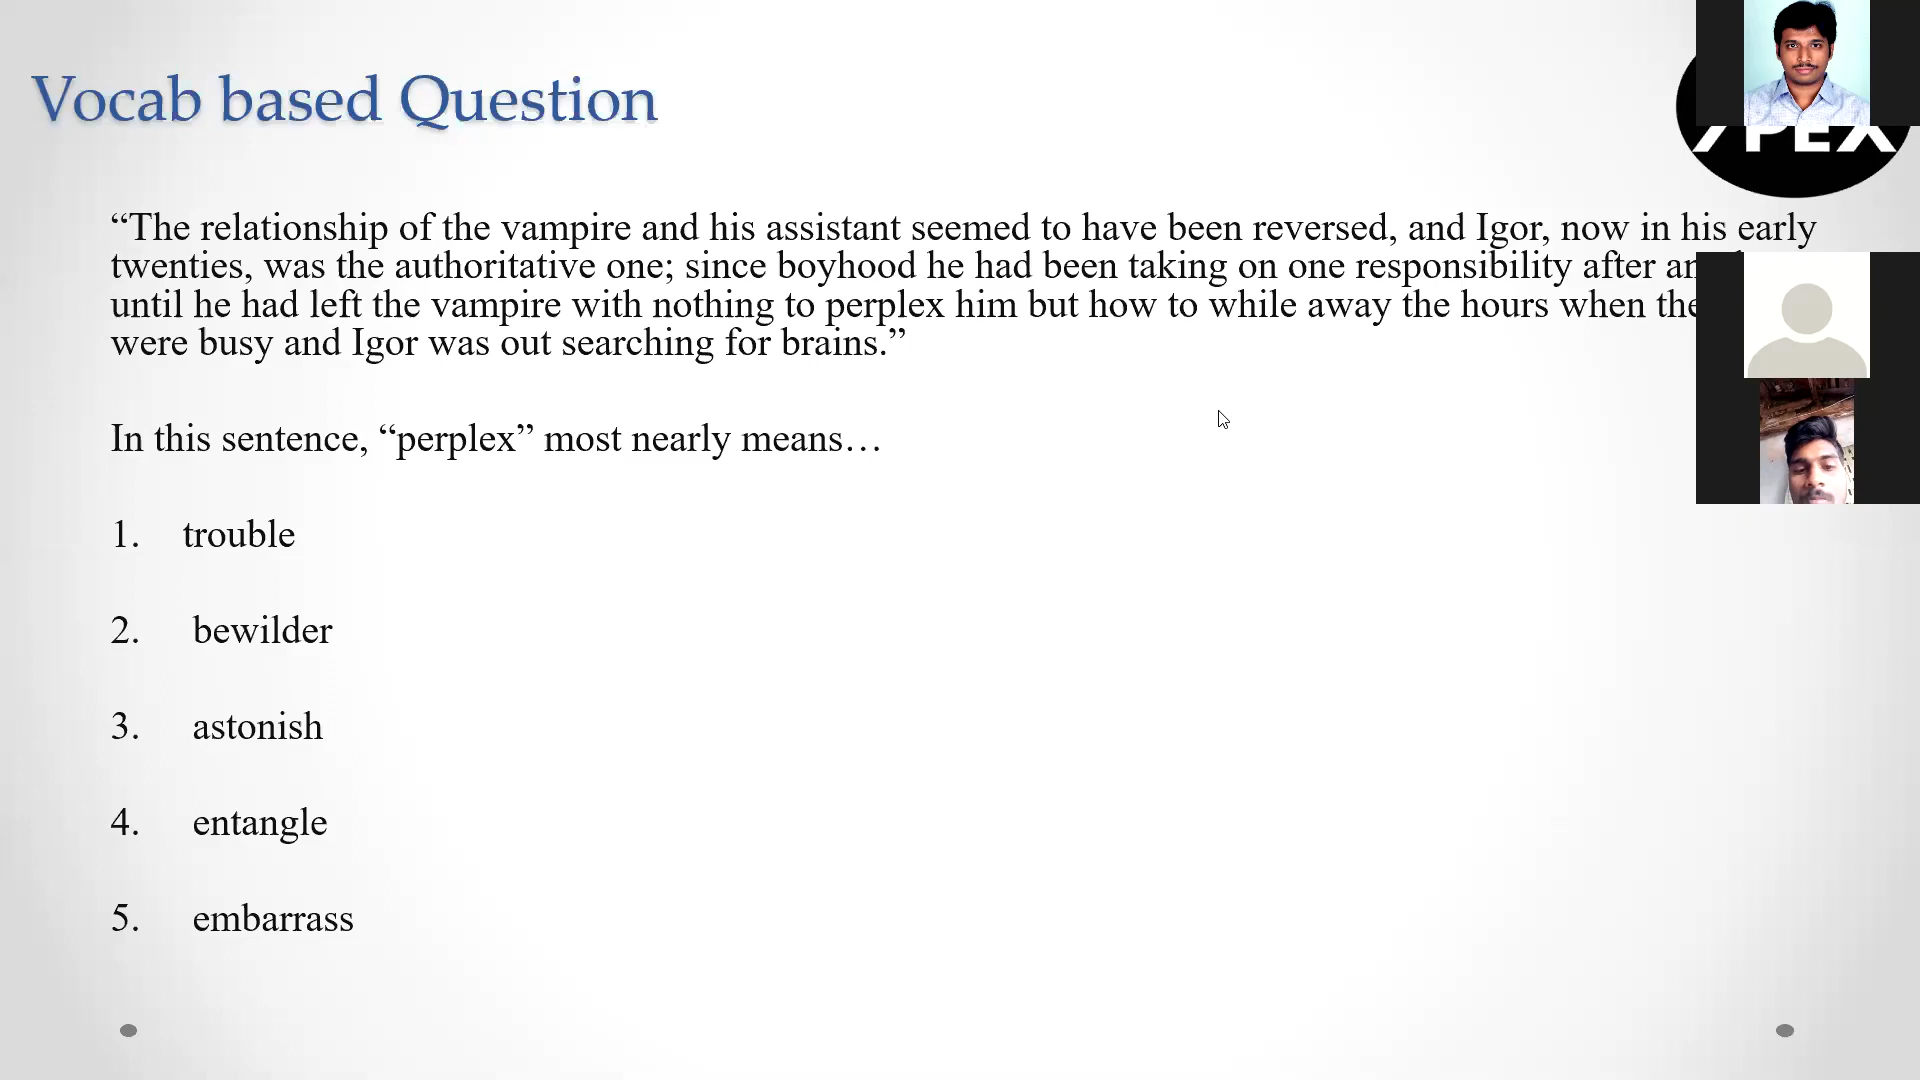 Vocab based Question
“The relationship of the vampire and his assistant seemed to have been reversed, and Igor, now in his early
twenties, was the authoritative one; since boyhood he had been taking on one responsibility after
until he had left the vampire with nothing to perplex him but how to while away the hours when
were busy and Igor was out searching for brains.”
In this sentence, “perplex” most nearly means…
1. trouble
2. bewilder
3. astonish
4. entangle
5. embarrass